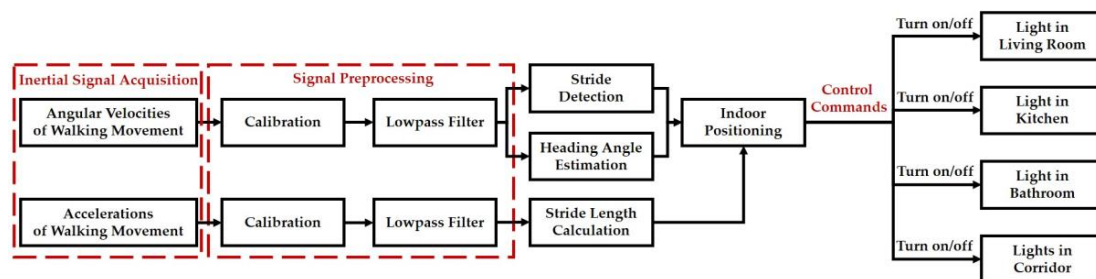 Inertial Signal Acquisition
Angular Velocities
of Walking Movement
Accelerations
of Walking Movement
Signal Preprocessing
Calibration
Lowpass Filter
Calibration
Lowpass Filter
Stride
Detection
Heading Angle
Estimation
Stride Length
Calculation
Indoor
Positioning
Control
Commands
Turn on/off
Light in
Living Room
Turn on/off
Light in
Kitchen
Turn on/off
Light in
Bathroom
Turn on/off
Lights in
Corridor